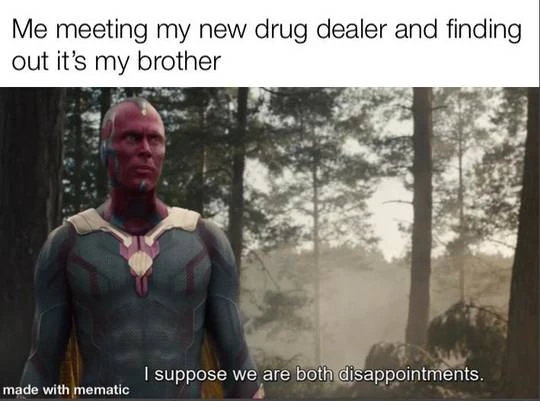 Me meeting my new drug dealer and finding
out it’s my brother
I suppose we are both disappointments.
made with mematic